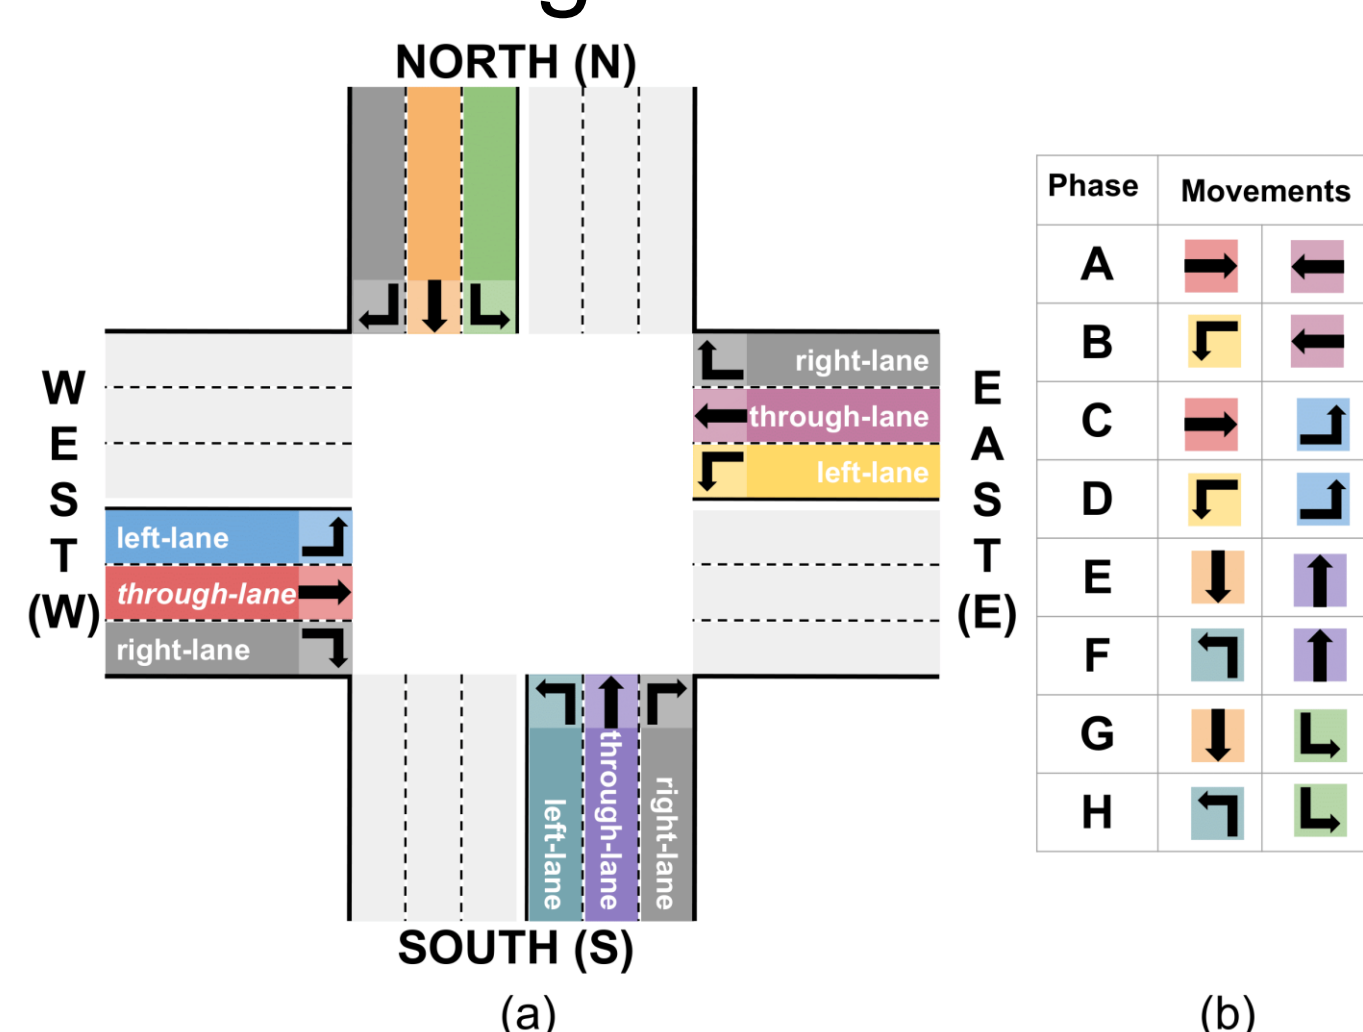 g
NORTH (N)
WEST (W)
right-lane
through-lane
left-lane
EAST (E)
left-lane
through-lane
right-lane
left-lane
through-lane
right-lane
SOUTH (S)
(a)
Phase Movements
A
B
C
D
E
F
G
H
(b)